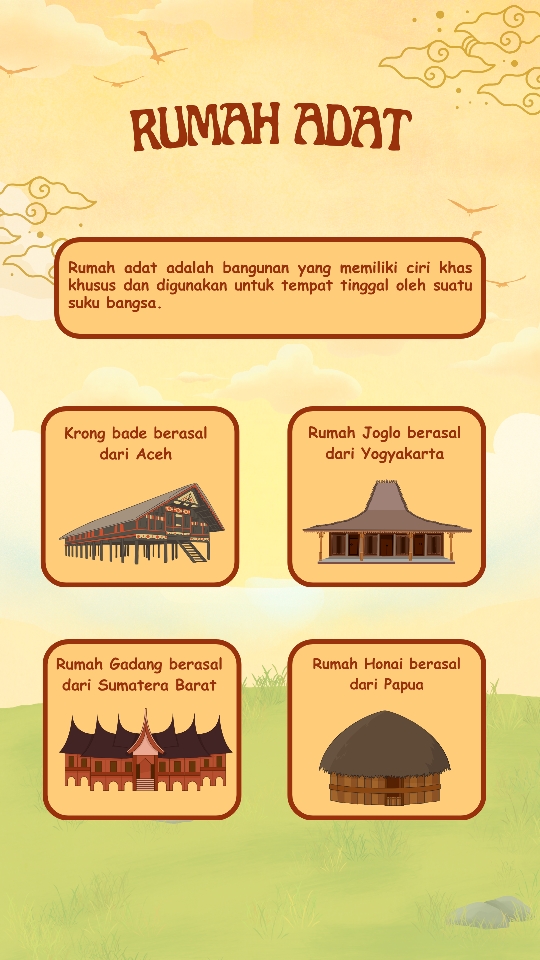 RUMAH ADAT
Rumah adat adalah bangunan yang memiliki ciri khas
khusus dan digunakan untuk tempat tinggal oleh suatu
suku bangsa.
Krong bade berasal
dari Aceh
Rumah Joglo berasal
dari Yogyakarta
Rumah Gadang berasal
dari Sumatera Barat
Rumah Honai berasal
dari Papua